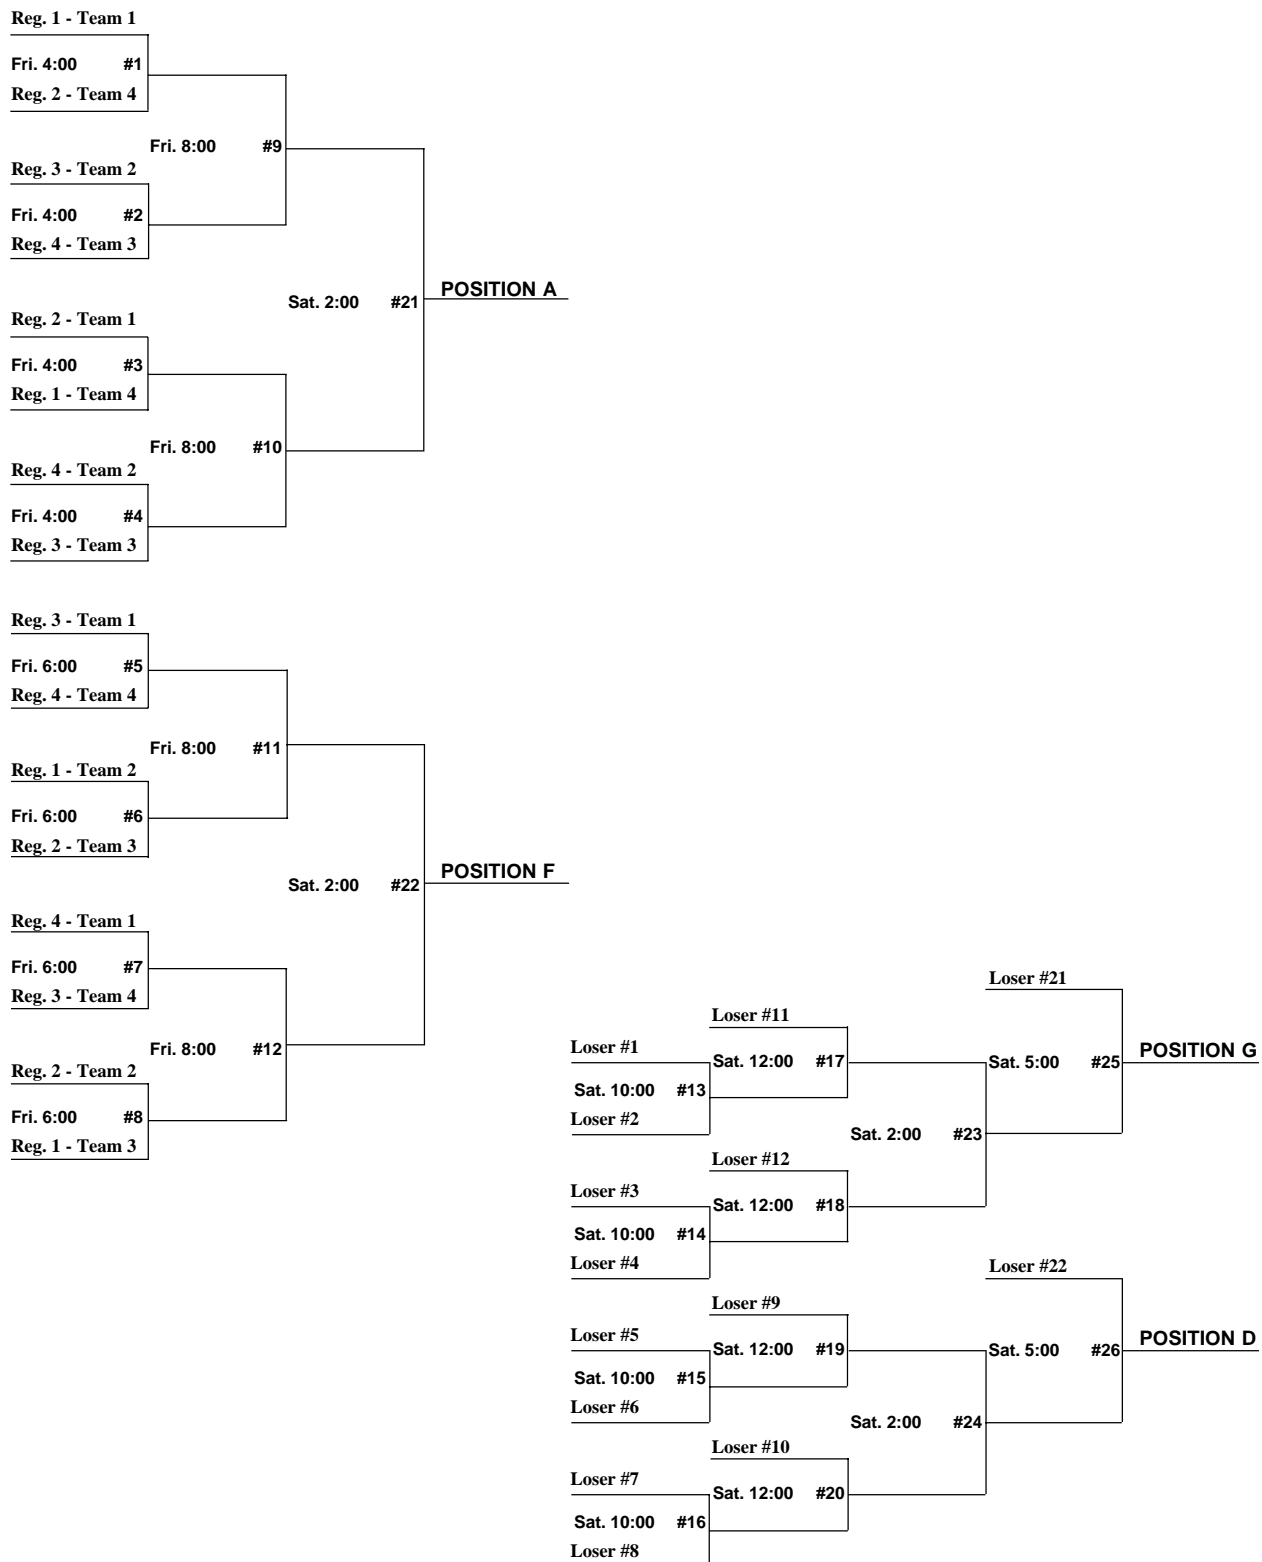 Reg. 1 - Team 1
Fri. 4:00 #1
Reg. 2 - Team 4
Fri. 8:00 #9
Reg. 3 - Team 2
Fri. 4:00 #2
Reg. 4 - Team 3
POSITION A
Sat. 2:00 #21
Reg. 2 - Team 1
Fri. 4:00 #3
Reg. 1 - Team 4
Fri. 8:00 #10
Reg. 4 - Team 2
Fri. 4:00 #4
Reg. 3 - Team 3
Reg. 3 - Team 1
Fri. 6:00 #5
Reg. 4 - Team 4
Fri. 8:00 #11
Reg. 1 - Team 2
Fri. 6:00 #6
Reg. 2 - Team 3
POSITION F
Sat. 2:00 #22
Reg. 4 - Team 1
Fri. 6:00 #7
Reg. 3 - Team 4
Fri. 8:00 #12
Reg. 2 - Team 2
Fri. 6:00 #8
Reg. 1 - Team 3
Loser #21
Loser #11
Loser #1
Sat. 12:00 #17
Sat. 5:00 #25
POSITION G
Sat. 10:00 #13
Loser #2
Sat. 2:00 #23
Loser #12
Loser #3
Sat. 12:00 #18
Sat. 10:00 #14
Loser #4
Loser #22
Loser #9
Loser #5
Sat. 12:00 #19
Sat. 5:00 #26
POSITION D
Sat. 10:00 #15
Loser #6
Sat. 2:00 #24
Loser #10
Loser #7
Sat. 12:00 #20
Sat. 10:00 #16
Loser #8